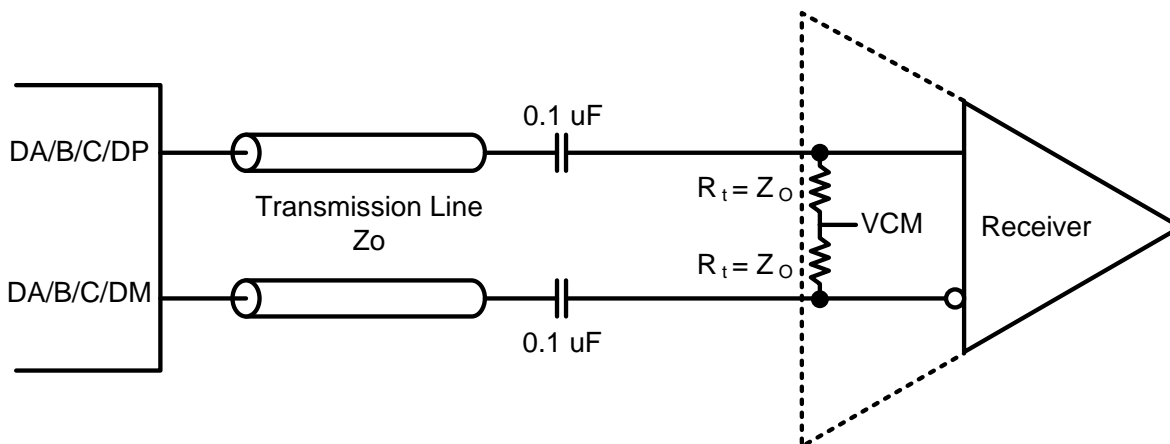 0.1 uF
DA/B/C/DP
R t = Z O
Transmission Line
Zo
VCM
Receiver
R t = Z O
DA/B/C/DM
0.1 uF